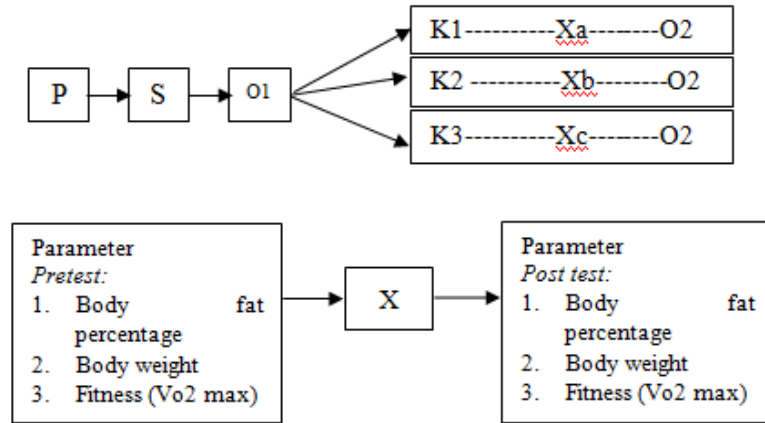 P
S
O1
K1----------Xa--------O2
K2 ----------Xb---------O2
K3----------Xc--------O2
Parameter
Pretest:
1. Body fat
percentage
2. Body weight
3. Fitness (Vo2 max)
X
Parameter
Post test:
1. Body fat
percentage
2. Body weight
3. Fitness (Vo2 max)